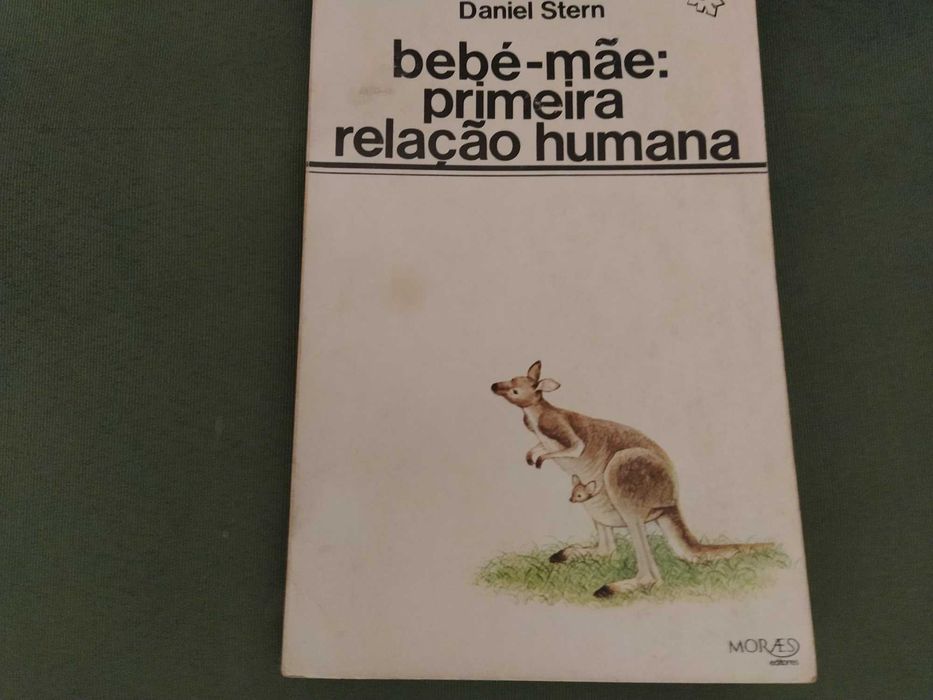 Daniel Stern
bebé-mãe:
primeira
relação humana
MORÆS
editores